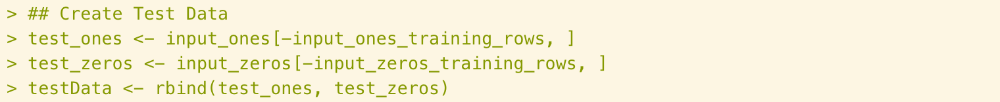 > ## Create Test Data
> test_ones <- input_ones[-input_ones_training_rows, ]
> test_zeros <- input_zeros[-input_zeros_training_rows, ]
> testData <- rbind(test_ones, test_zeros)